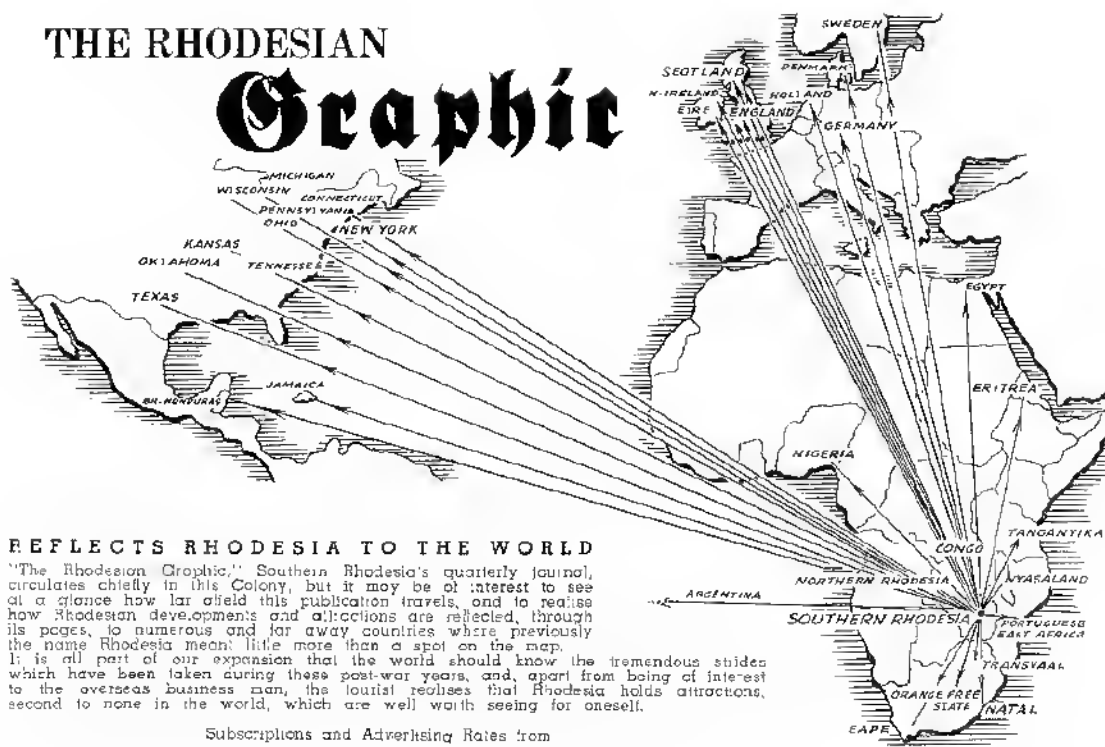 THE RHODESIAN
Graphic
SWEDEN
DENMARK
SCOTLAND
N-IRELAND
HOLLAND
EIRE
ENGLAND
GERMANY
MICHIGAN
WISCONSIN
CONNECTICUT
PENNSYLVANIA
OHIO
NEW YORK
KANSAS
OKLAHOMA
TENNESSEE
TEXAS
EGYPT
JAMAICA
BR-HONDURAS
ERITREA
NIGERIA
TANGANYIKA
CONGO
NORTHERN RHODESIA
NYASALAND
ARGENTINA
SOUTHERN RHODESIA
PORTUGUESE
EAST AFRICA
TRANSVAAL
ORANGE FREE
STATE
NATAL
CAPE
REFLECTS RHODESIA TO THE WORLD
"The Rhodesian Graphic," Southern Rhodesia's quarterly journal,
circulates chiefly in this Colony, but it may be of interest to see
at a glance how far afield this publication travels, and to realise
how Rhodesian developments and attractions are reflected, through
its pages, to numerous and far away countries where previously
the name Rhodesia meant little more than a spot on the map.
It is all part of our expansion that the world should know the tremendous strides
which have been taken during these post-war years, and, apart from being of interest
to the overseas business man, the tourist realises that Rhodesia holds attractions,
second to none in the world, which are well worth seeing for oneself.
Subscriptions and Advertising Rates from